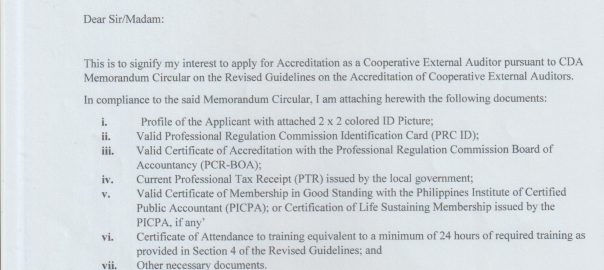 Dear Sir/Madam:
This is to signify my interest to apply for Accreditation as a Cooperative External Auditor pursuant to CDA
Memorandum Circular on the Revised Guidelines on the Accreditation of Cooperative External Auditors.
In compliance to the said Memorandum Circular, I am attaching herewith the following documents:
i. Profile of the Applicant with attached 2 x 2 colored ID Picture;
ii. Valid Professional Regulation Commission Identification Card (PRC ID);
iii. Valid Certificate of Accreditation with the Professional Regulation Commission Board of
Accountancy (PCR-BOA);
iv. Current Professional Tax Receipt (PTR) issued by the local government;
v. Valid Certificate of Membership in Good Standing with the Philippines Institute of Certified
Public Accountant (PICPA); or Certification of Life Sustaining Membership issued by the
PICPA, if any'
vi. Certificate of Attendance to training equivalent to a minimum of 24 hours of required training as
provided in Section 4 of the Revised Guidelines; and
vii. Other necessary documents.